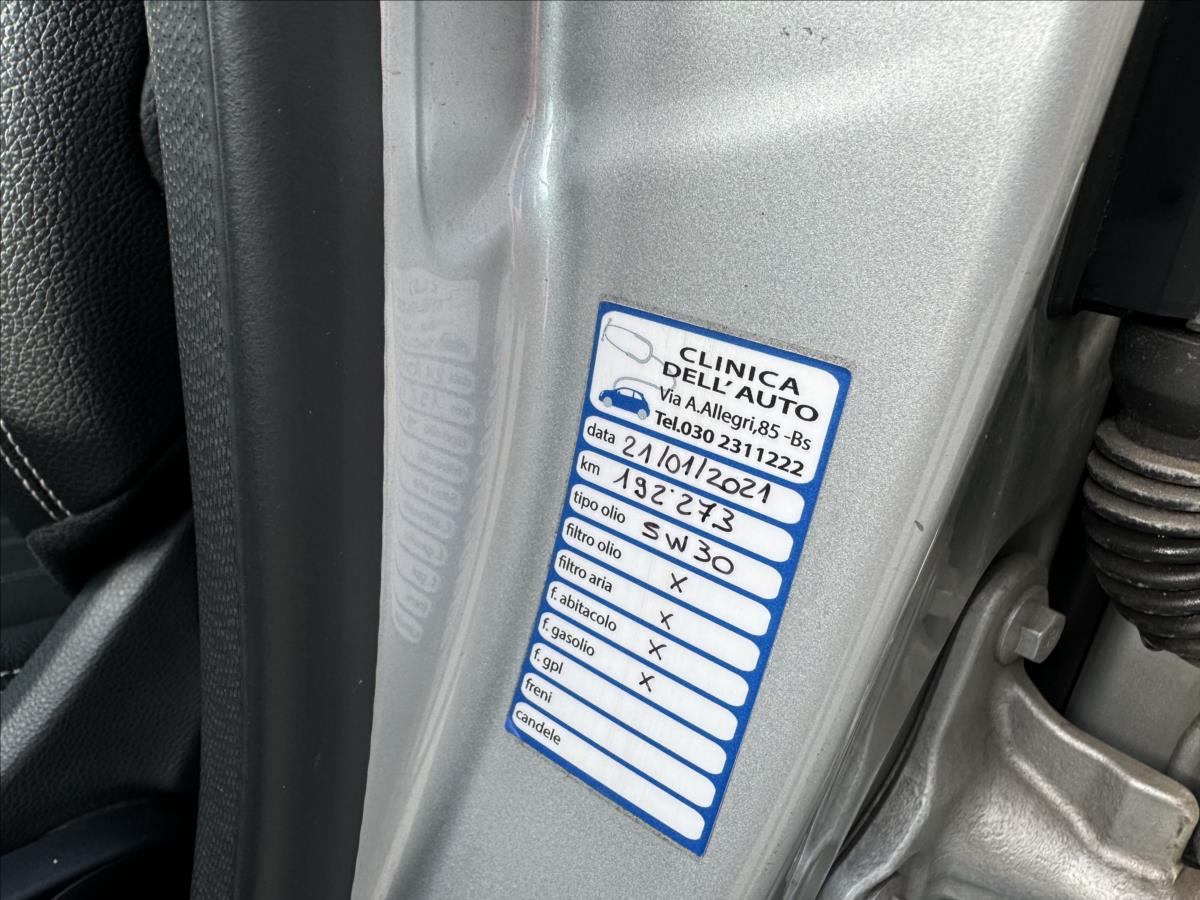 CLINICA
DELL'AUTO
Via A.Allegri,85 -Bs
Tel.030 2311222
data 21/01/2021
km 192.273
tipo olio 5W30
filtro olio X
filtro aria X
f. abitacolo X
f. gasolio X
f. gpl
freni
candele